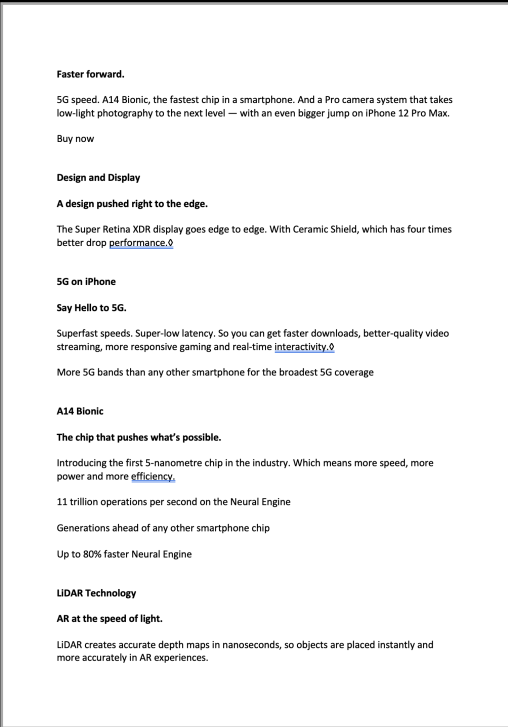 Faster forward.
5G speed. A14 Bionic, the fastest chip in a smartphone. And a Pro camera system that takes
low-light photography to the next level — with an even bigger jump on iPhone 12 Pro Max.
Buy now
Design and Display
A design pushed right to the edge.
The Super Retina XDR display goes edge to edge. With Ceramic Shield, which has four times
better drop performance.◊
5G on iPhone
Say Hello to 5G.
Superfast speeds. Super-low latency. So you can get faster downloads, better-quality video
streaming, more responsive gaming and real-time interactivity.◊
More 5G bands than any other smartphone for the broadest 5G coverage
A14 Bionic
The chip that pushes what’s possible.
Introducing the first 5-nanometre chip in the industry. Which means more speed, more
power and more efficiency.
11 trillion operations per second on the Neural Engine
Generations ahead of any other smartphone chip
Up to 80% faster Neural Engine
LiDAR Technology
AR at the speed of light.
LiDAR creates accurate depth maps in nanoseconds, so objects are placed instantly and
more accurately in AR experiences.